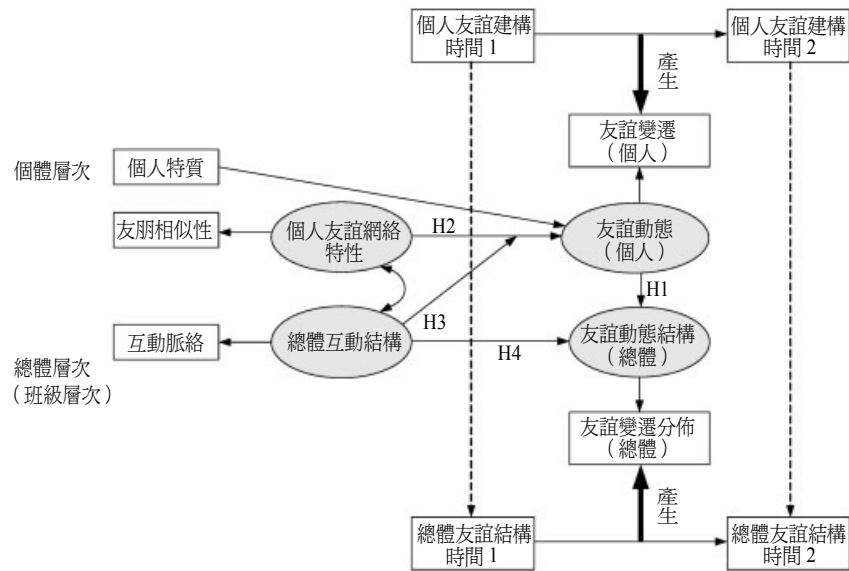 個人友誼建構
時間 1
個人友誼建構
時間 2
產生
友誼變遷
（個人）
個體層次
個人特質
友朋相似性
個人友誼網絡
特性
H2
友誼動態
（個人）
H1
H3
互動脈絡
總體互動結構
H4
友誼動態結構
（總體）
總體層次
（班級層次）
友誼變遷分佈
（總體）
產生
總體友誼結構
時間 1
總體友誼結構
時間 2